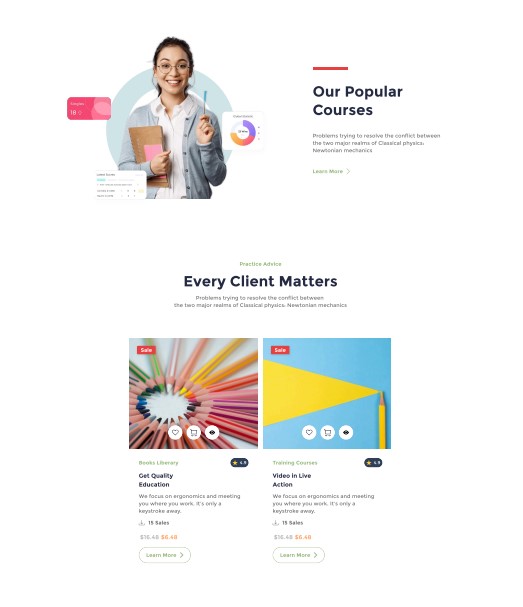 Our Popular
Courses
Problems trying to resolve the conflict between
the two major realms of Classical physics:
Newtonian mechanics
Learn More
Practice Advice
Every Client Matters
Problems trying to resolve the conflict between
the two major realms of Classical physics: Newtonian mechanics
Sale
Books Liberary
4.9
Get Quality
Education
We focus on ergonomics and meeting
you where you work. It's only a
keystroke away.
15 Sales
$16.48 $6.48
Learn More
Sale
Training Courses
4.9
Video in Live
Action
We focus on ergonomics and meeting
you where you work. It's only a
keystroke away.
15 Sales
$16.48 $6.48
Learn More